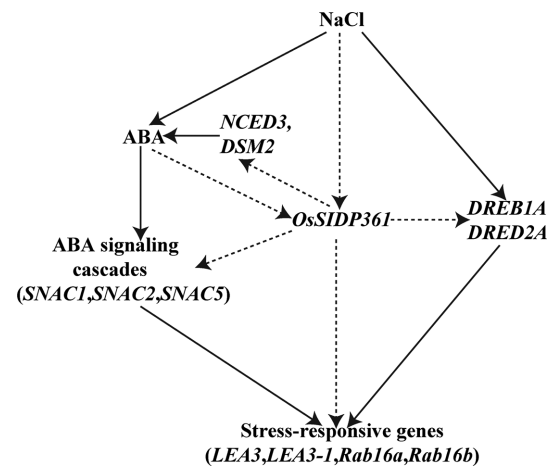 NaCl
NCED3,
ABA
DSM2
OsSIDP361
DREB1A
DRED2A
ABA signaling
cascades
(SNAC1,SNAC2,SNAC5)
Stress-responsive genes
(LEA3,LEA3-1,Rab16a,Rab16b)